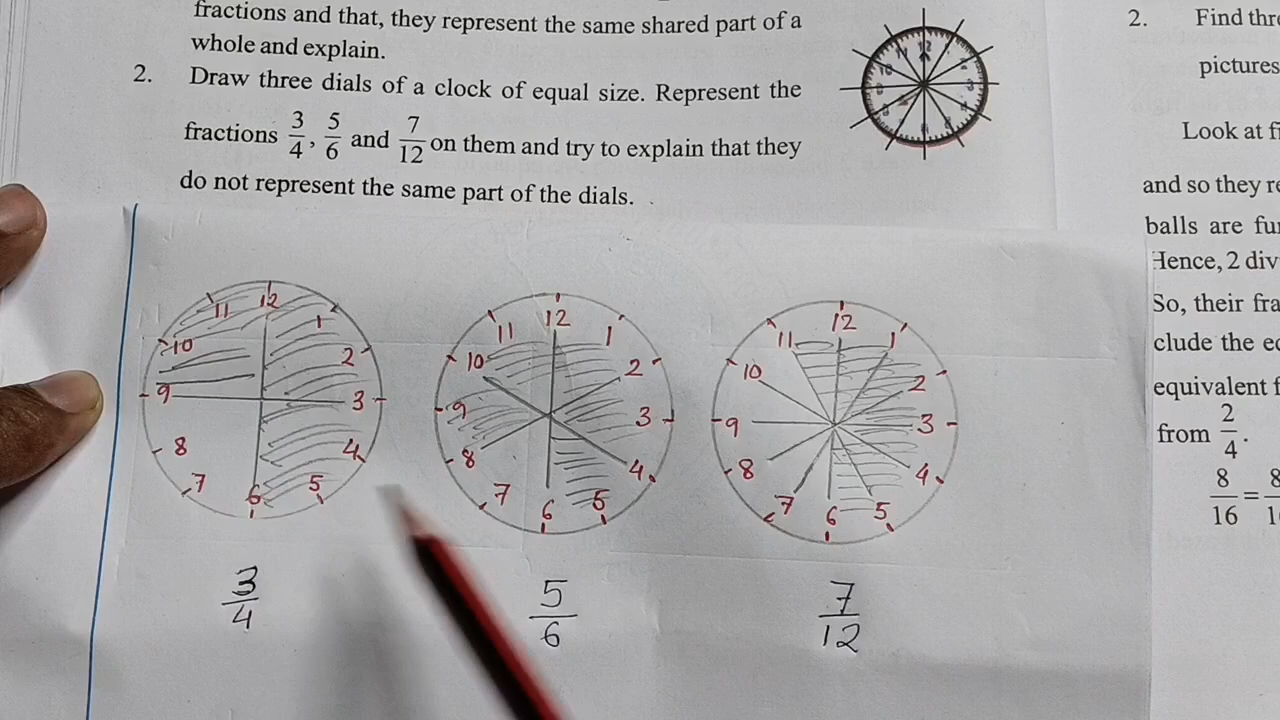 fractions and that, they represent the same shared part of a
whole and explain.
2. Draw three dials of a clock of equal size. Represent the
fractions 3/4, 5/6 and 7/12 on them and try to explain that they
do not represent the same part of the dials.
12 1 2 3 4 5 6 7 8 9 10 11
3/4
12 1 2 3 4 5 6 7 8 9 10 11
5/6
12 1 2 3 4 5 6 7 8 9 10 11
7/12
2. Find thr
pictures
Look at fi
and so they re
balls are fu
Hence, 2 div
So, their fra
clude the e
equivalent f
from 2/4.
8/16 = 8/1